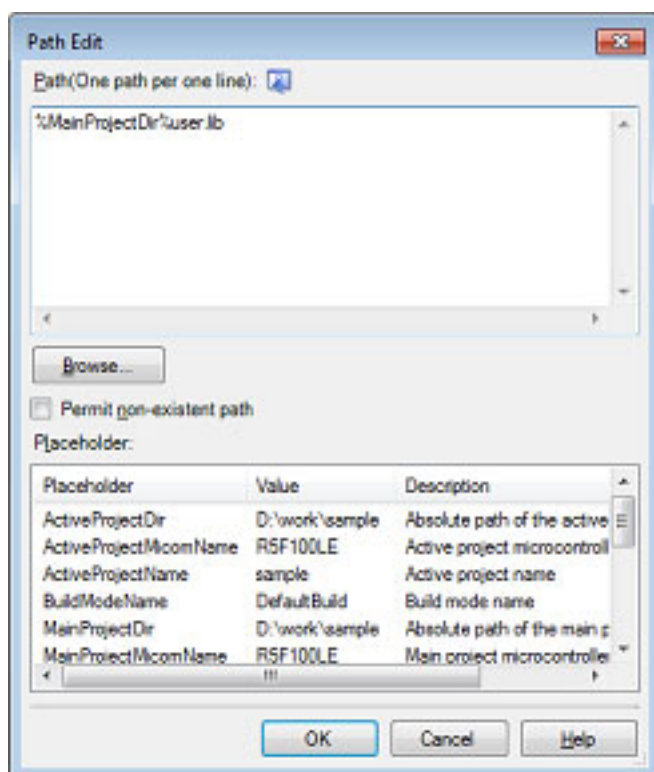 Path Edit
Path(One path per one line):
%MainProjectDir%user.lib
Browse...
Permit non-existent path
Placeholder:
Placeholder Value Description
ActiveProjectDir D:\work\sample Absolute path of the active
ActiveProjectMicomName R5F100LE Active project microcontroll
ActiveProjectName sample Active project name
BuildModeName DefaultBuild Build mode name
MainProjectDir D:\work\sample Absolute path of the main p
MainProjectMicomName R5F100LE Main project microcontroller
OK Cancel Help